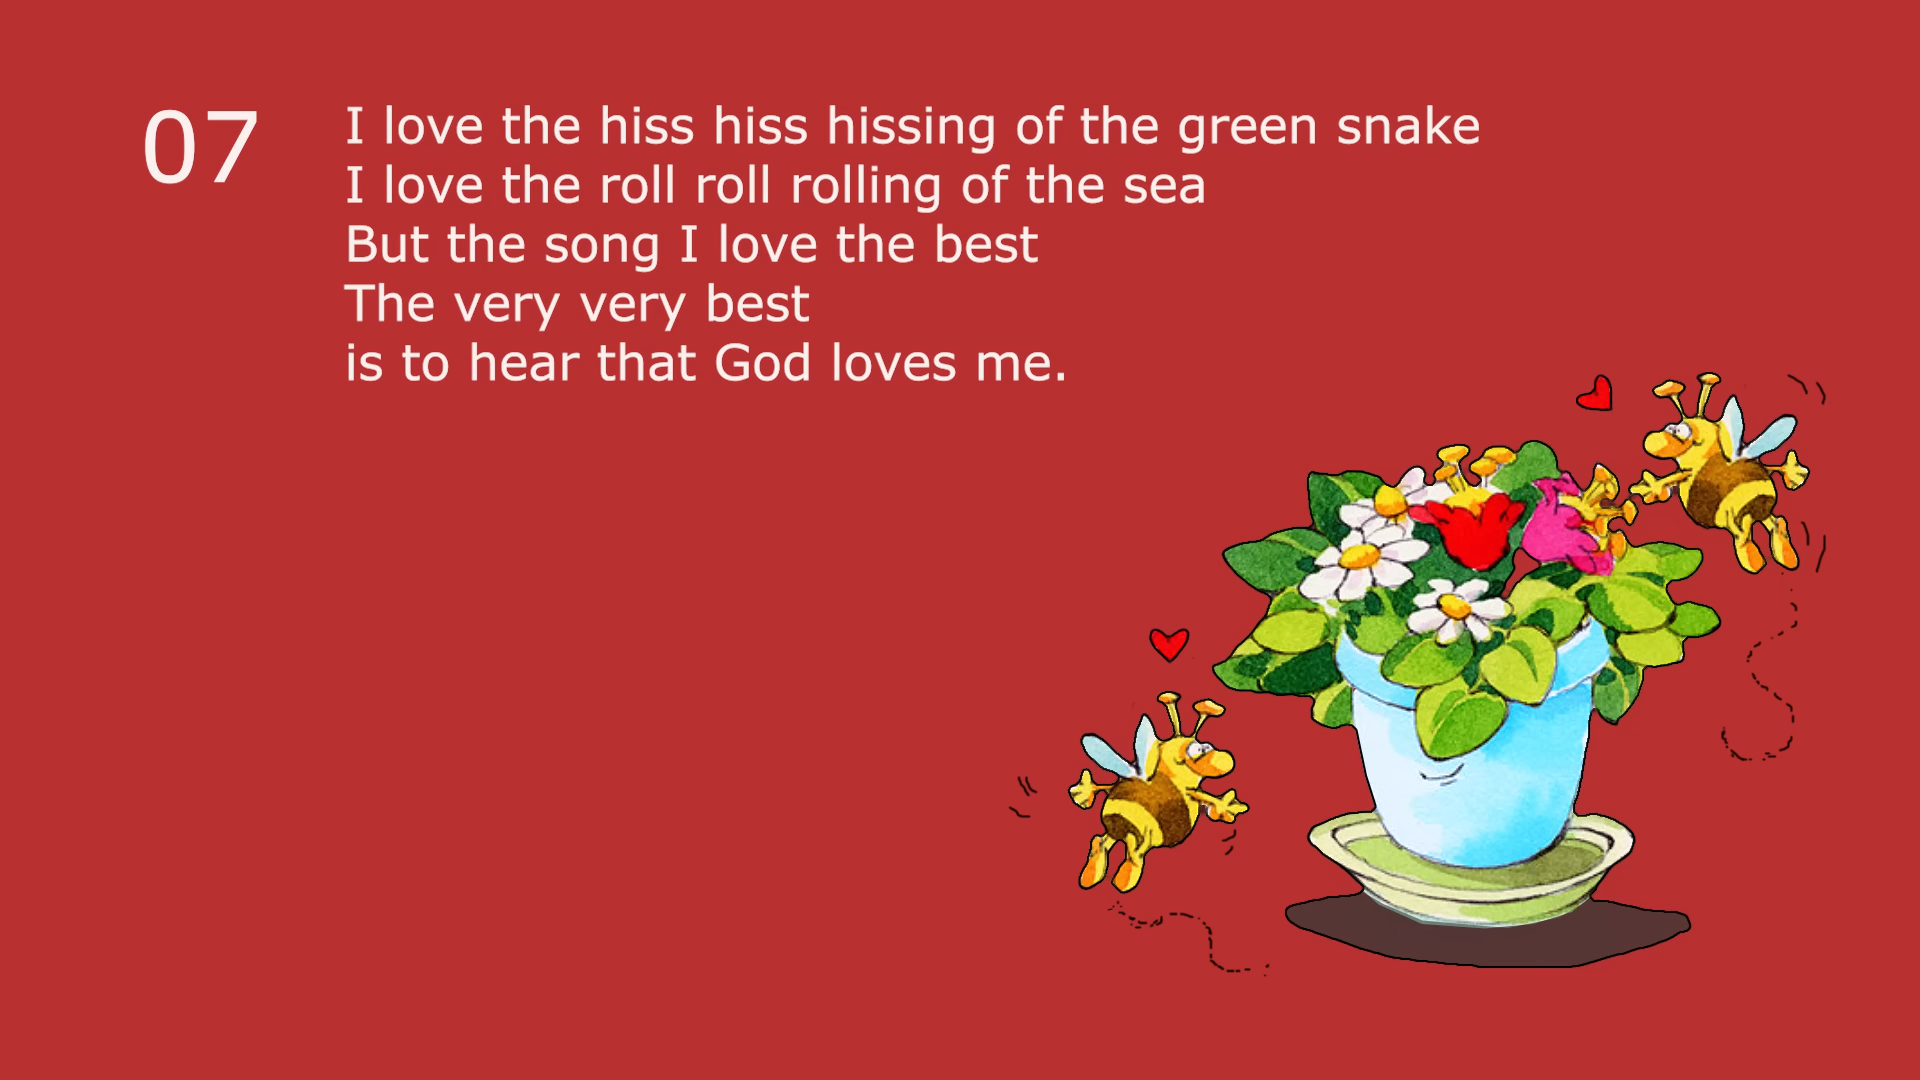 07
I love the hiss hiss hissing of the green snake
I love the roll roll rolling of the sea
But the song I love the best
The very very best
is to hear that God loves me.